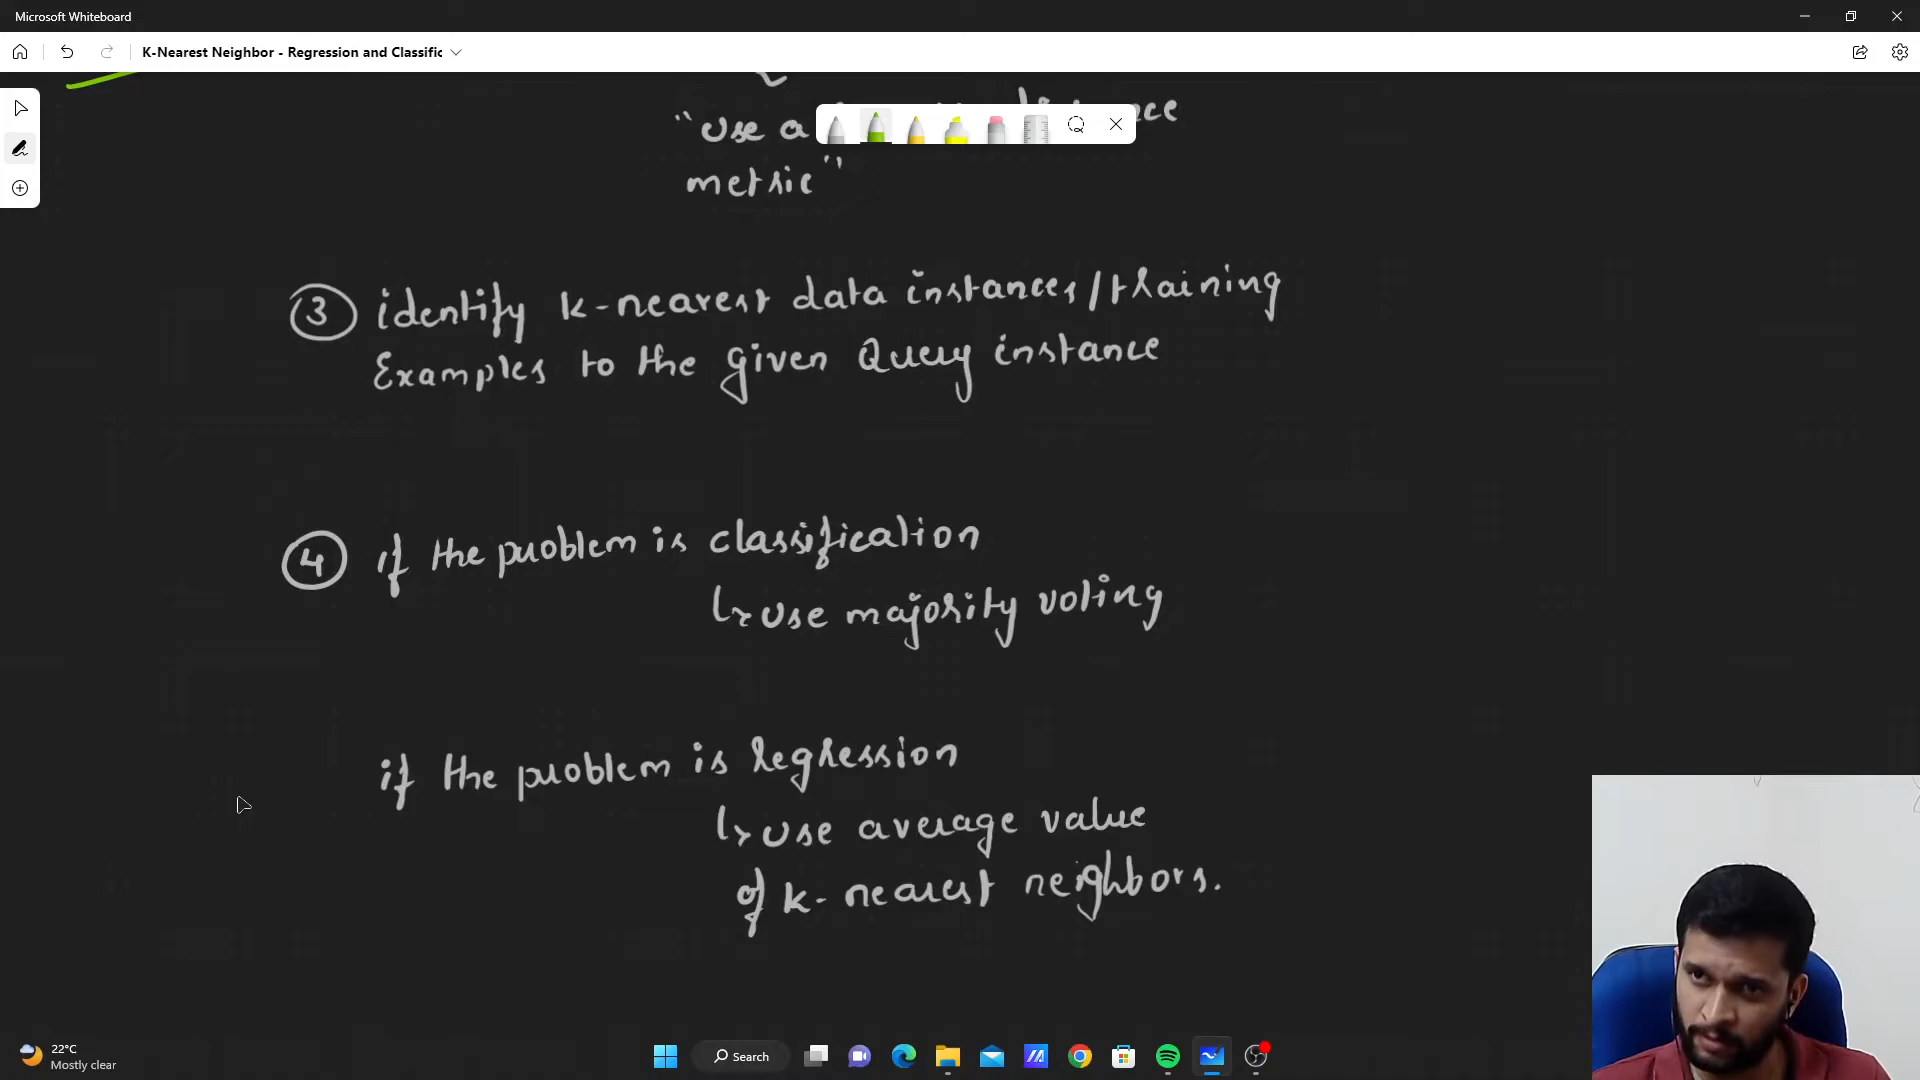 Microsoft Whiteboard
K-Nearest Neighbor - Regression and Classific
"use a
metric"
3 identify k-nearest data instances/training
Examples to the given Query instance
4 if the problem is classification
use majority voting
if the problem is regression
use average value
of k-nearest neighbors.
22°C
Mostly clear
Search